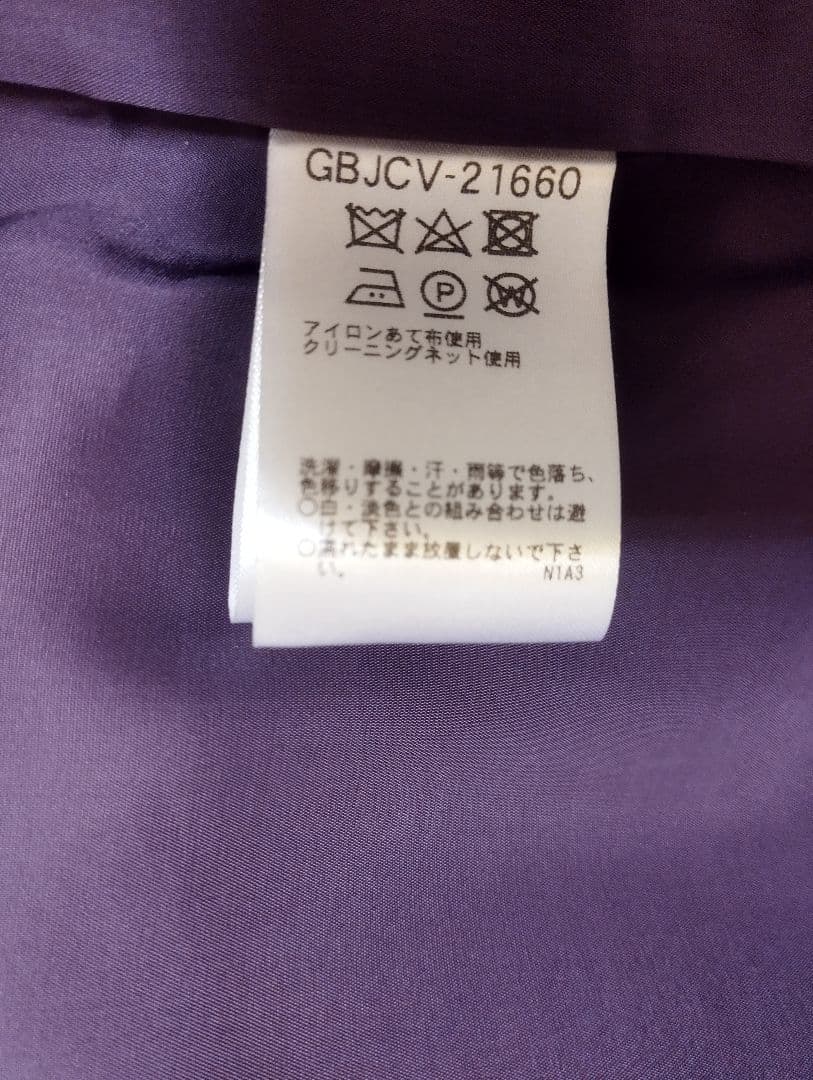 GBJCV-21660
P
W
アイロンあて布使用
クリーニングネット使用
洗濯・摩擦・汗・雨等で色落ち、
色移りすることがあります。
○白・淡色との組み合わせは避
けて下さい。
○濡れたまま放置しないで下さ
い。
N1A3